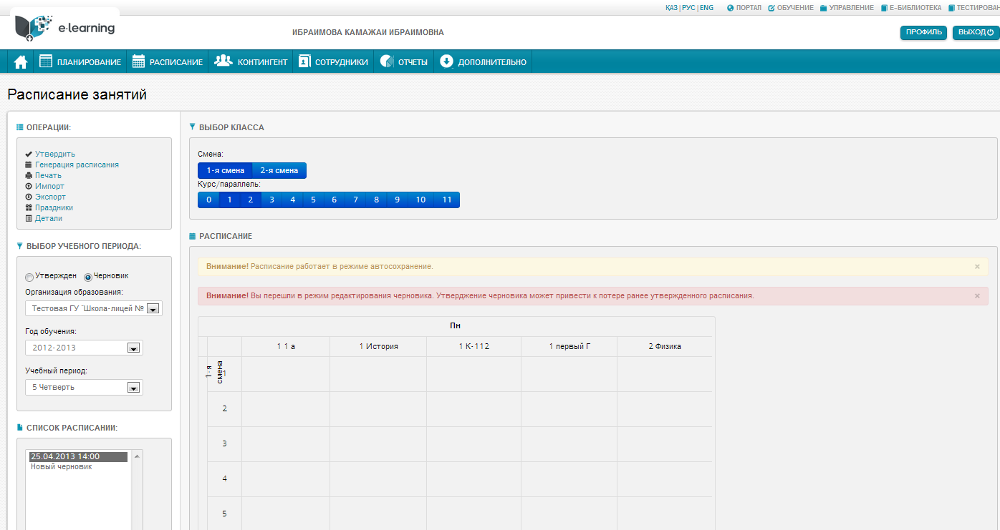 ҚАЗ | РУС | ENG ПОРТАЛ ОБУЧЕНИЕ УПРАВЛЕНИЕ Е-БИБЛИОТЕКА ТЕСТИРОВАН
e·learning
ИБРАИМОВА КАМАЖАИ ИБРАИМОВНА
ПРОФИЛЬ ВЫХОД
ПЛАНИРОВАНИЕ РАСПИСАНИЕ КОНТИНГЕНТ СОТРУДНИКИ ОТЧЕТЫ ДОПОЛНИТЕЛЬНО
Расписание занятий
ОПЕРАЦИИ:
Утвердить
Генерация расписания
Печать
Импорт
Экспорт
Праздники
Детали
ВЫБОР УЧЕБНОГО ПЕРИОДА:
Утвержден Черновик
Организация образования:
Тестовая ГУ "Школа-лицей №
Год обучения:
2012-2013
Учебный период:
5 Четверть
СПИСОК РАСПИСАНИИ:
25.04.2013 14:00
Новый черновик
ВЫБОР КЛАССА
Смена:
1-я смена 2-я смена
Курс/параллель:
0 1 2 3 4 5 6 7 8 9 10 11
РАСПИСАНИЕ
Внимание! Расписание работает в режиме автосохранение. ×
Внимание! Вы перешли в режим редактирования черновика. Утверджение черновика может привести к потере ранее утвержденного расписания. ×
Пн
1 1 а 1 История 1 К-112 1 первый Г 2 Физика
1-я смена
1
2
3
4
5